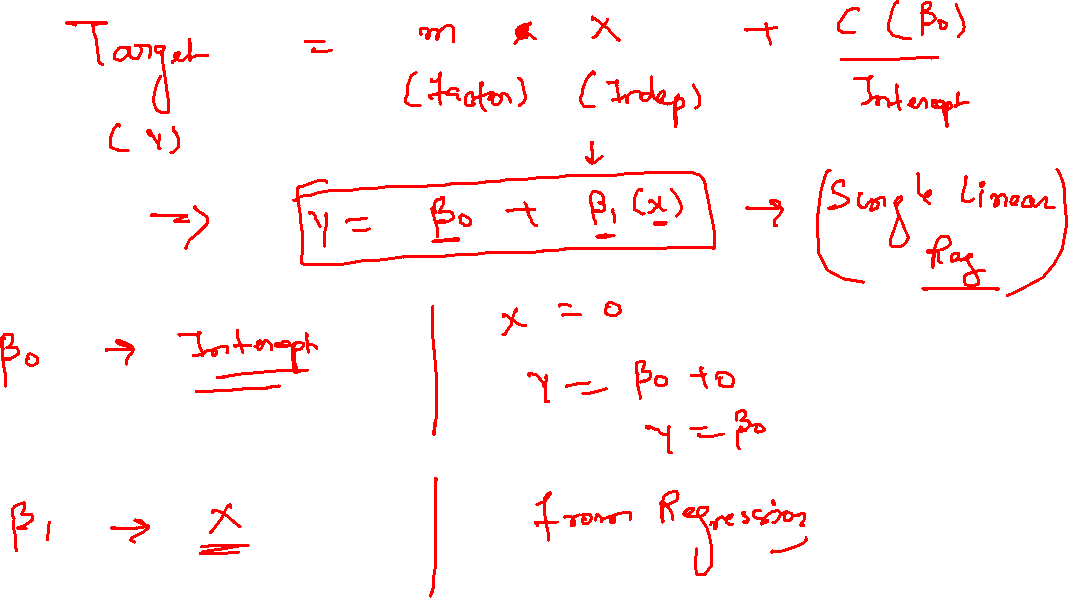 Target = m * X + C (β0)
(Y) (factor) (Indep) Intercept
↓
=> Y = β0 + β1 (x) → (Single Linear Reg)
β0 → Intercept
x = 0
Y = β0 + 0
Y = β0
β1 → X
from Regression